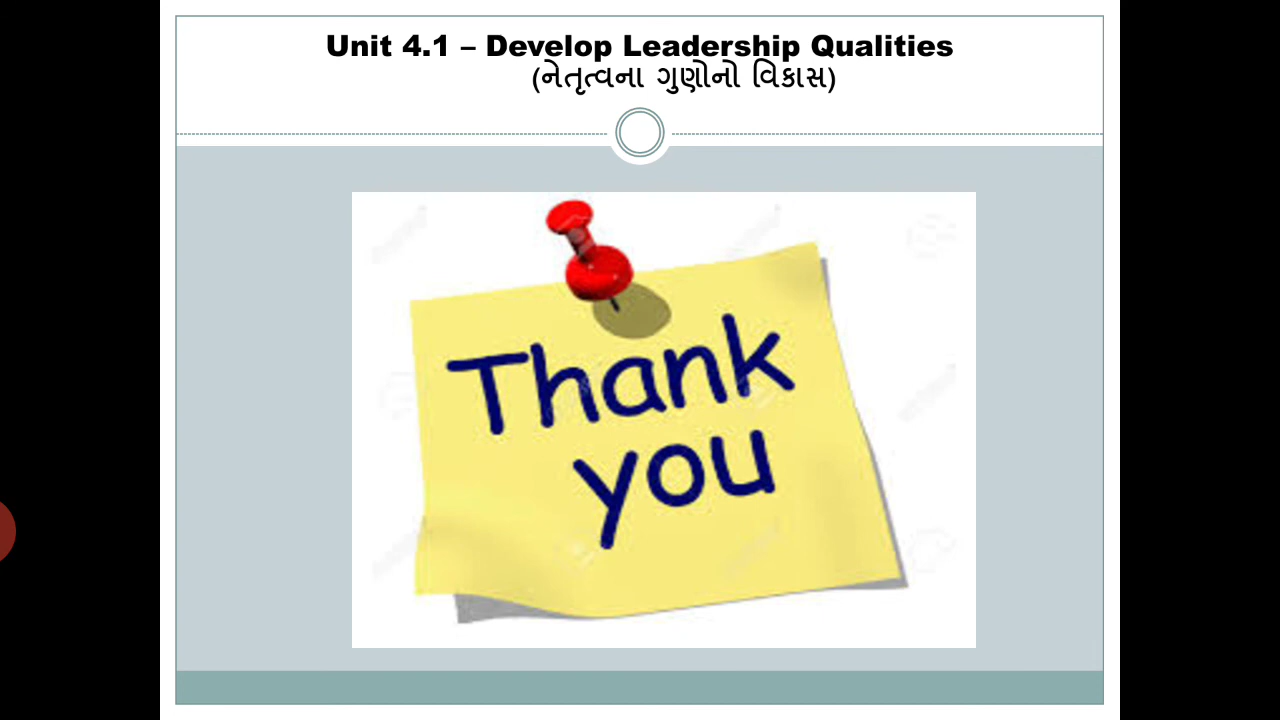 Unit 4.1 – Develop Leadership Qualities
(નેતૃત્વના ગુણોનો વિકાસ)
Thank
you